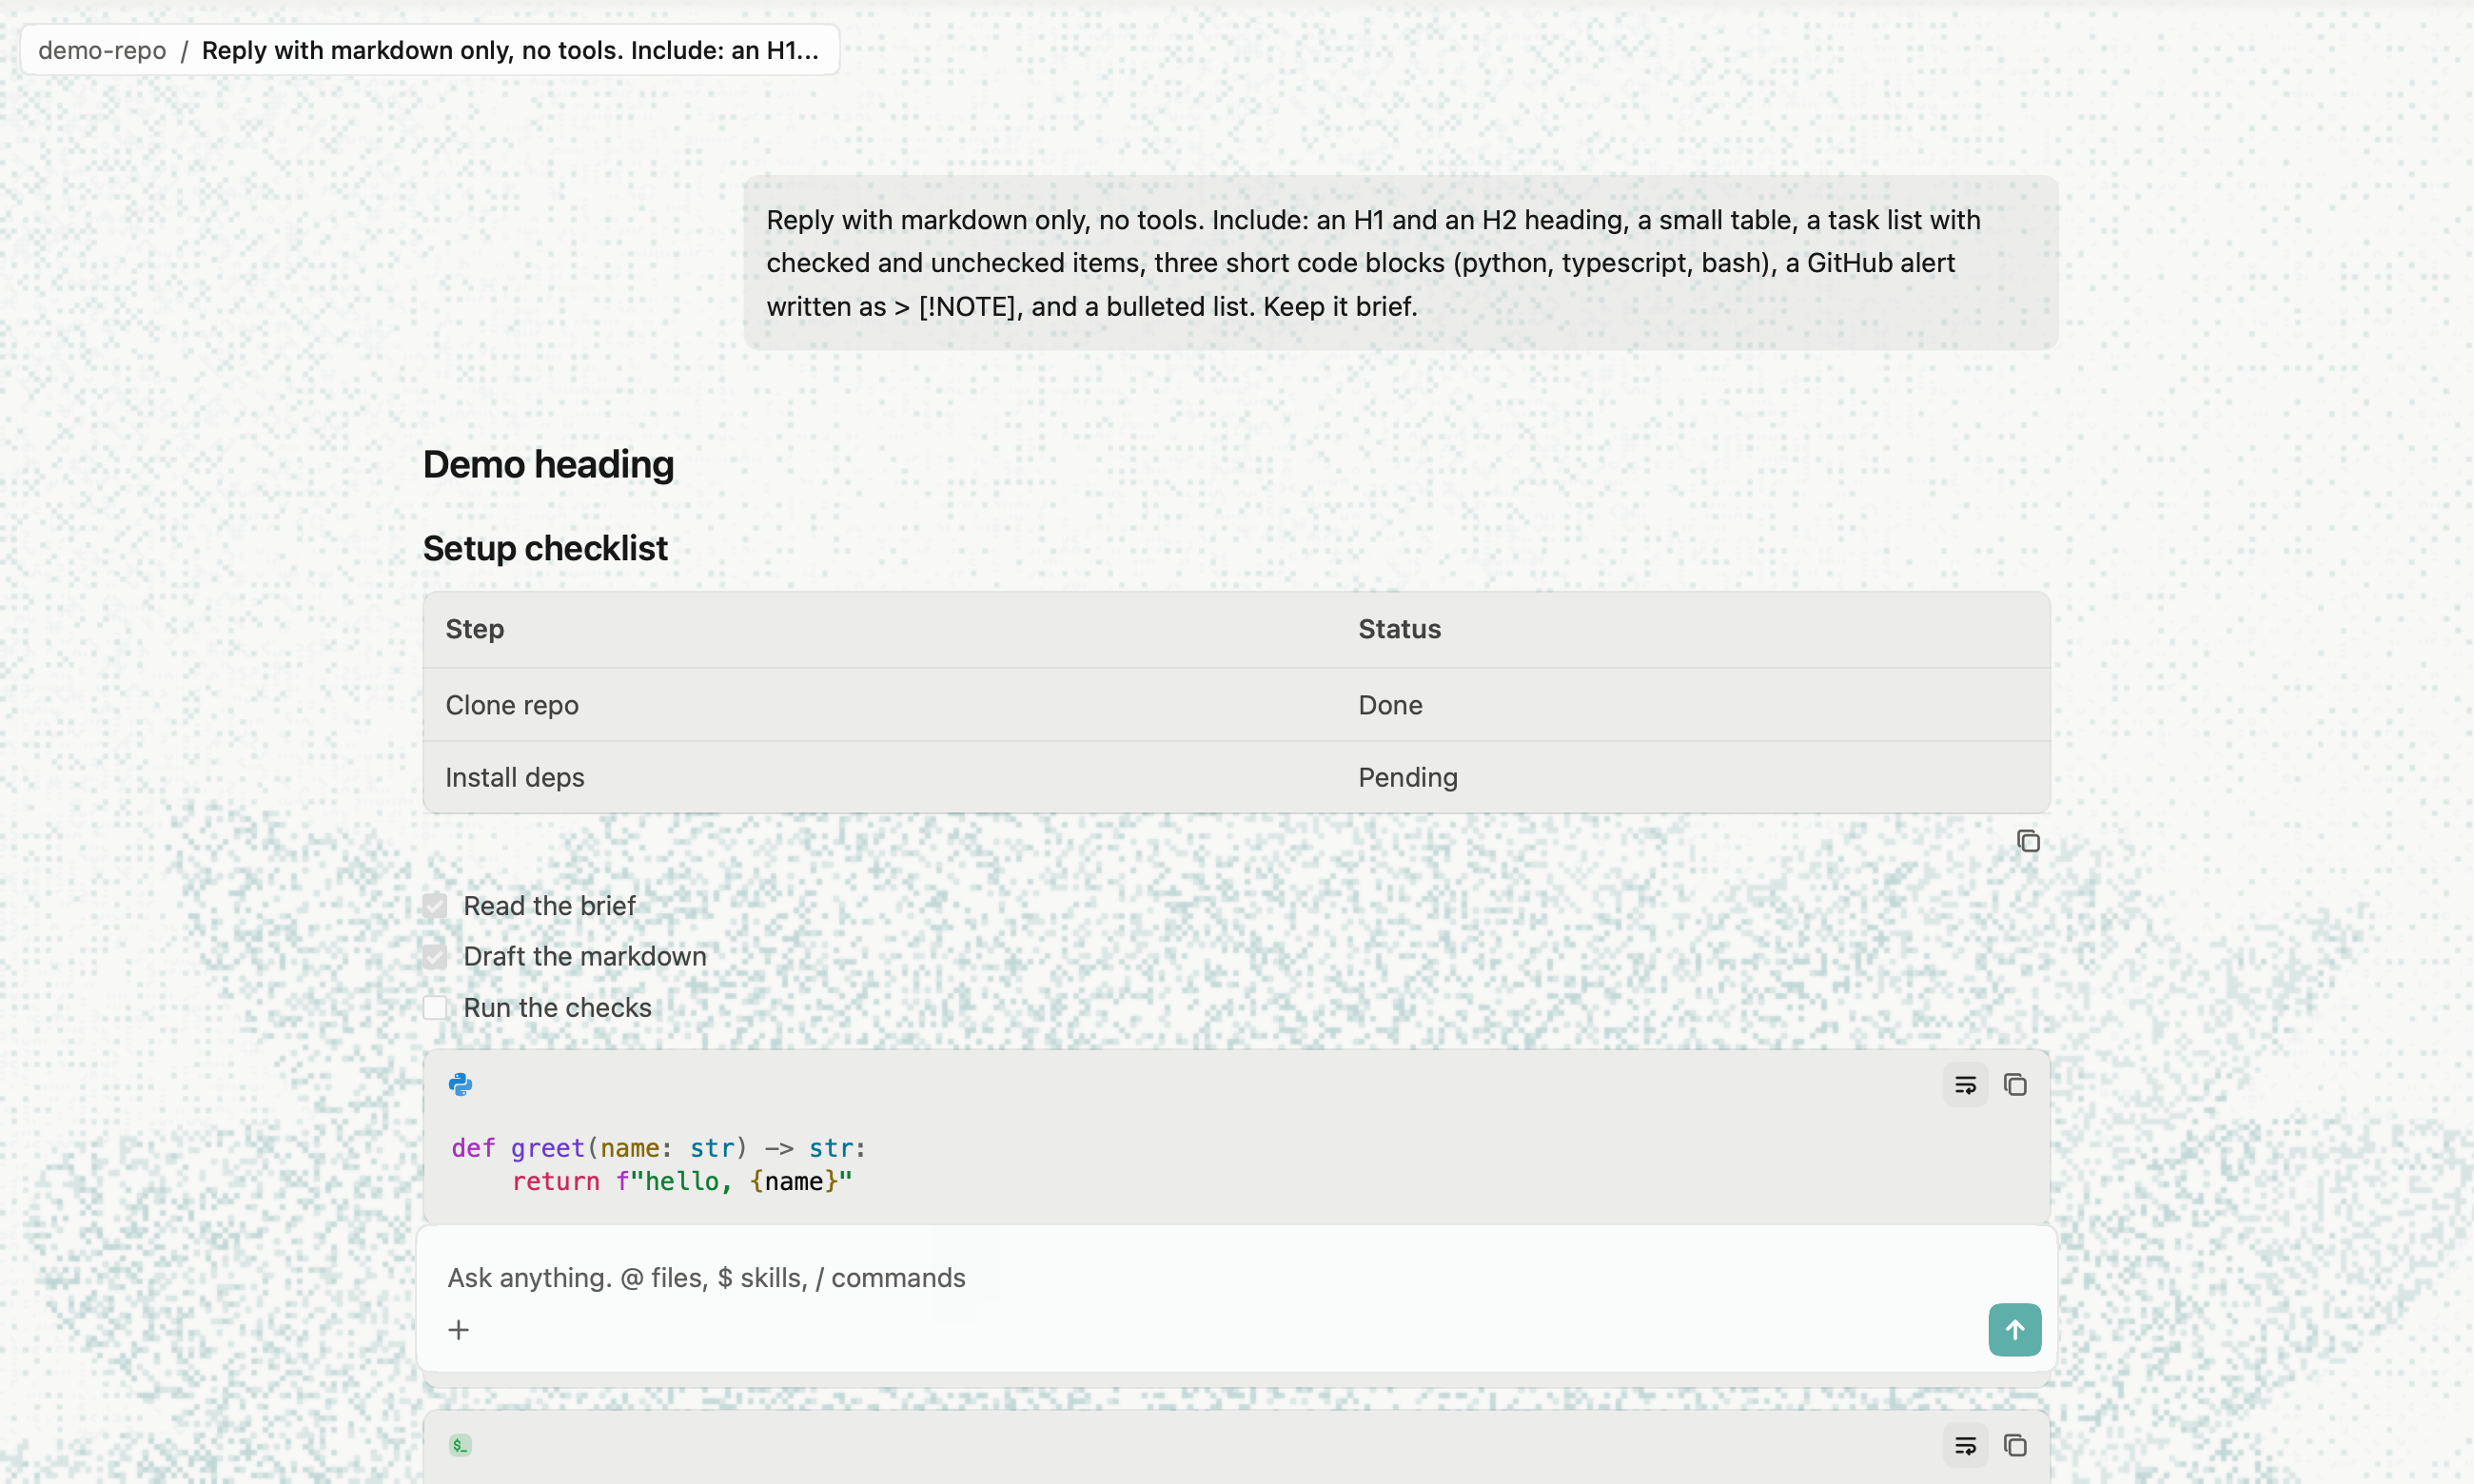 demo-repo / Reply with markdown only, no tools. Include: an H1...
Reply with markdown only, no tools. Include: an H1 and an H2 heading, a small table, a task list with
checked and unchecked items, three short code blocks (python, typescript, bash), a GitHub alert
written as > [!NOTE], and a bulleted list. Keep it brief.
Demo heading
Setup checklist
Step Status
Clone repo Done
Install deps Pending
Read the brief
Draft the markdown
Run the checks
def greet(name: str) -> str:
    return f"hello, {name}"
Ask anything. @ files, $ skills, / commands
$_